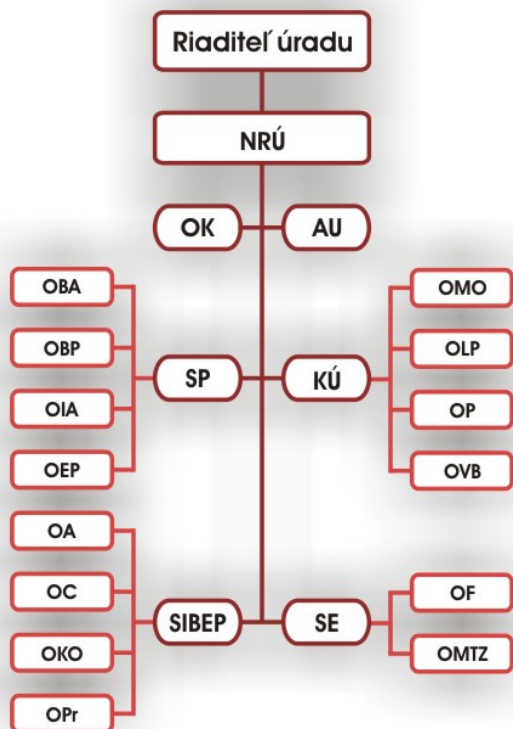 Riaditeľ úradu
NRÚ
OK
AU
OBA
OBP
OIA
OEP
SP
KÚ
OMO
OLP
OP
OVB
OA
OC
OKO
OPr
SIBEP
SE
OF
OMTZ